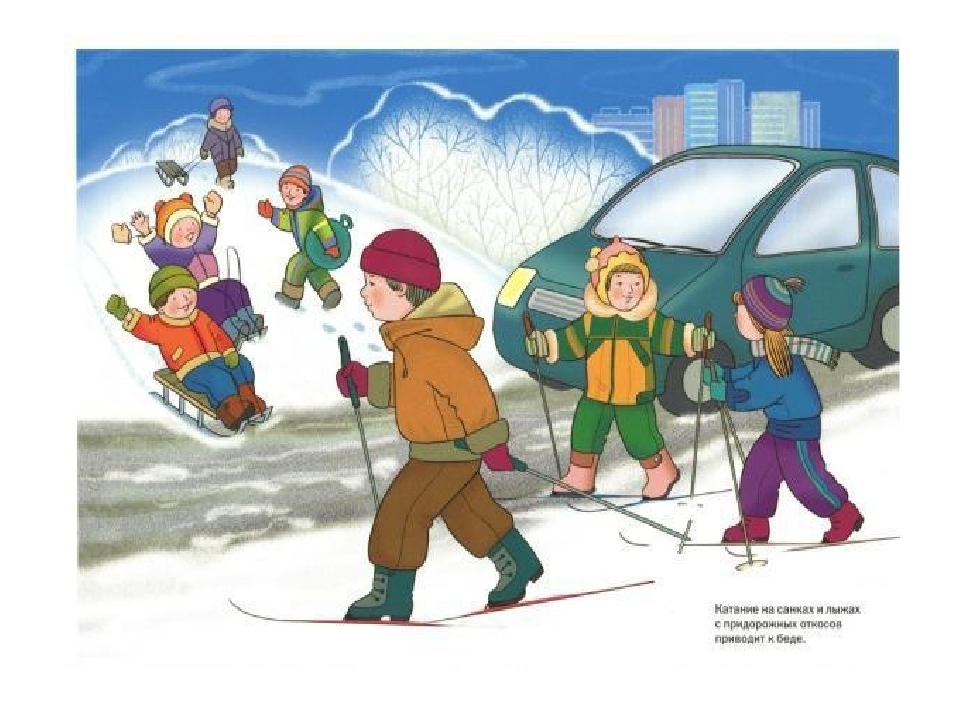 Катание на санках и лыжах
с придорожных откосов
приводит к беде.